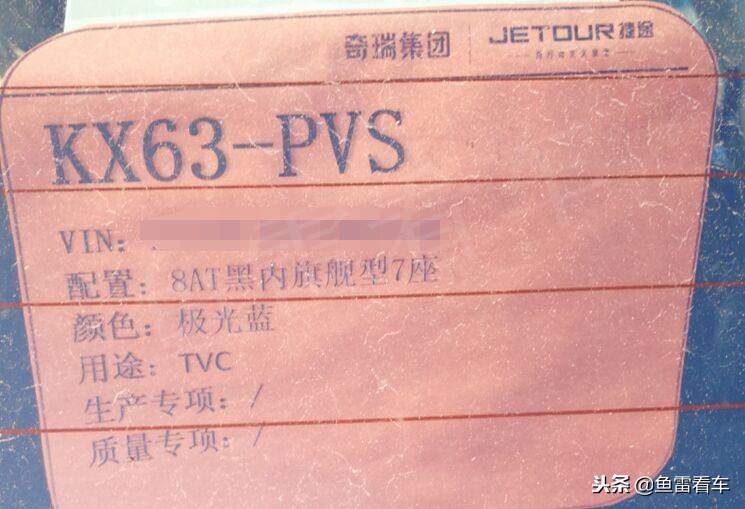 奇瑞集团 JETOUR捷途
KX63-PVS
VIN:
配置: 8AT黑内旗舰型7座
颜色: 极光蓝
用途: TVC
生产专项: /
质量专项: /
头条 @鱼雷看车